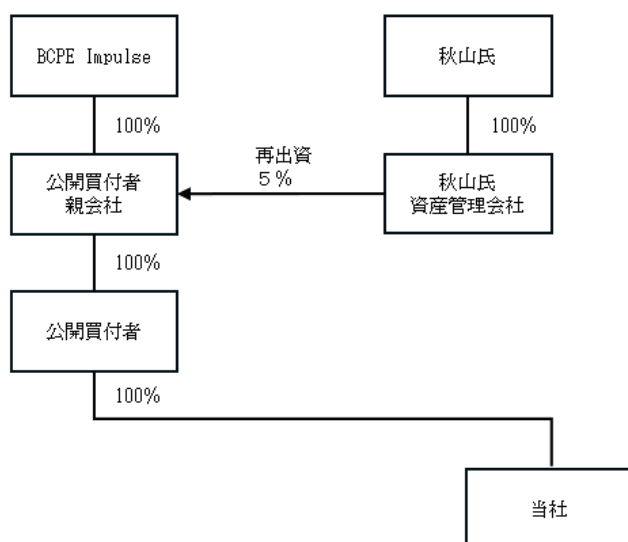 BCPE Impulse
秋山氏
100%
100%
公開買付者
親会社
再出資
5%
秋山氏
資産管理会社
100%
公開買付者
100%
当社